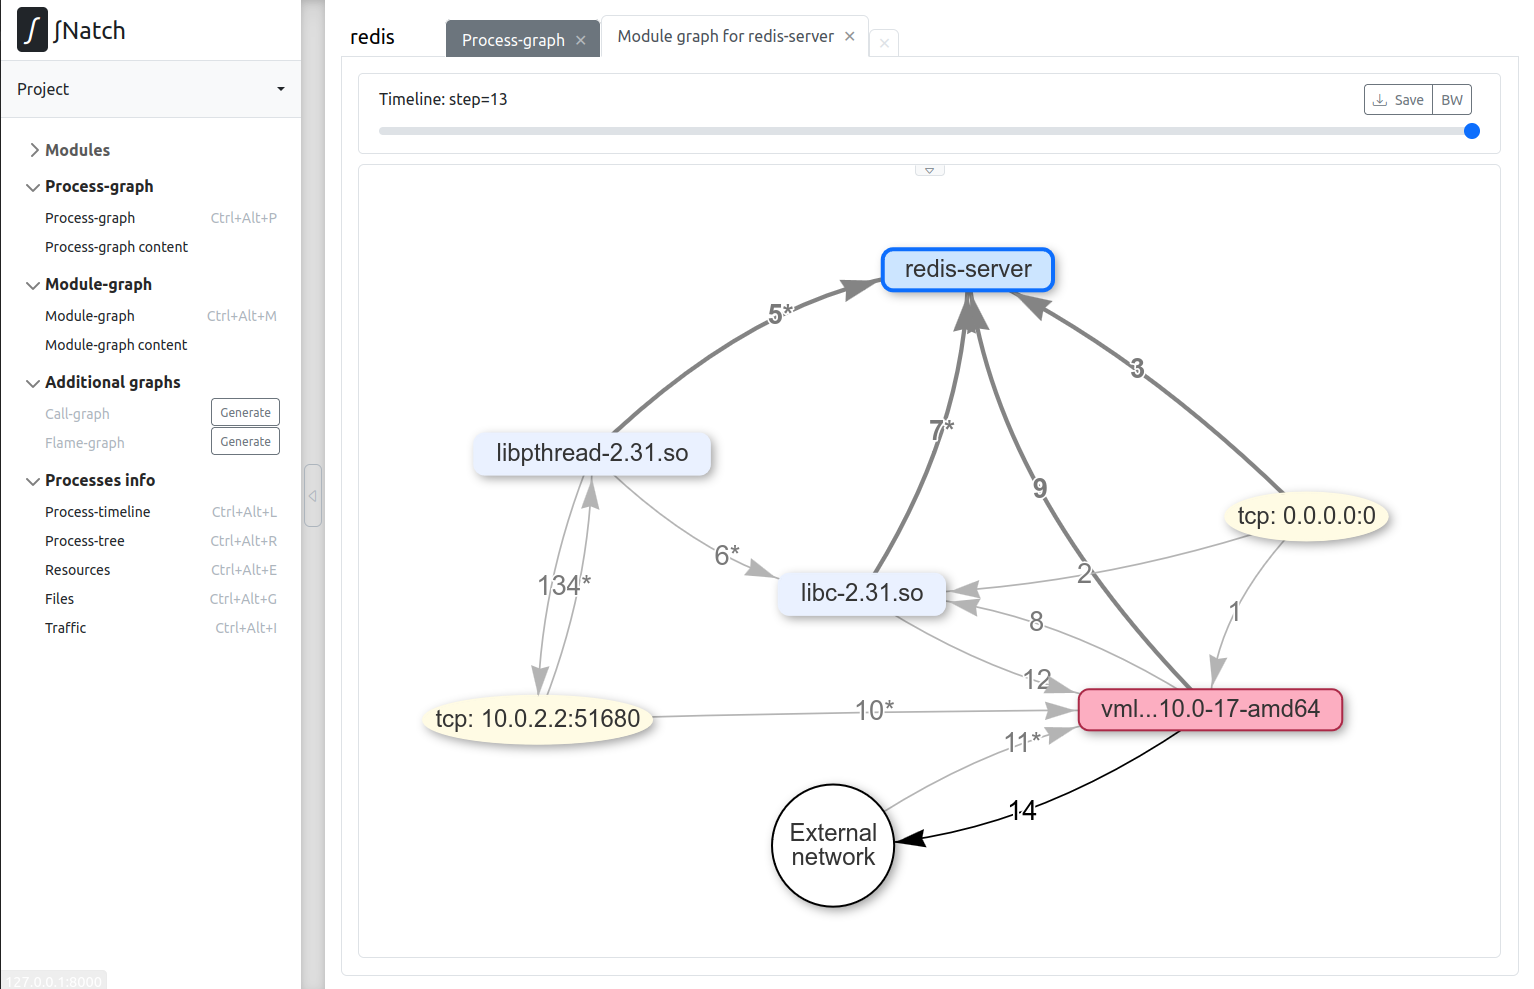 ∫Natch
Project
Modules
Process-graph
Process-graph Ctrl+Alt+P
Process-graph content
Module-graph
Module-graph Ctrl+Alt+M
Module-graph content
Additional graphs
Call-graph Generate
Flame-graph Generate
Processes info
Process-timeline Ctrl+Alt+L
Process-tree Ctrl+Alt+R
Resources Ctrl+Alt+E
Files Ctrl+Alt+G
Traffic Ctrl+Alt+I
127.0.0.1:8000
redis
Process-graph ×
Module graph for redis-server ×
×
Timeline: step=13
Save
BW
redis-server
5*
3
7*
libpthread-2.31.so
9
tcp: 0.0.0.0:0
6*
2
134*
libc-2.31.so
1
8
12
tcp: 10.0.2.2:51680
10*
vml...10.0-17-amd64
11*
14
External
network